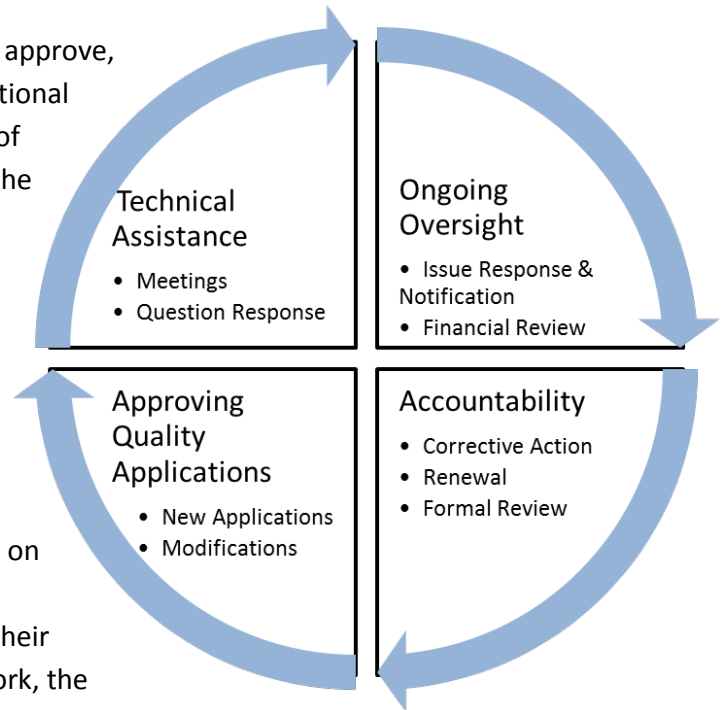 approve,
tional
of
he
Technical
Assistance
• Meetings
• Question Response
Ongoing
Oversight
• Issue Response &
Notification
• Financial Review
Approving
Quality
Applications
• New Applications
• Modifications
Accountability
• Corrective Action
• Renewal
• Formal Review
on
heir
ork, the